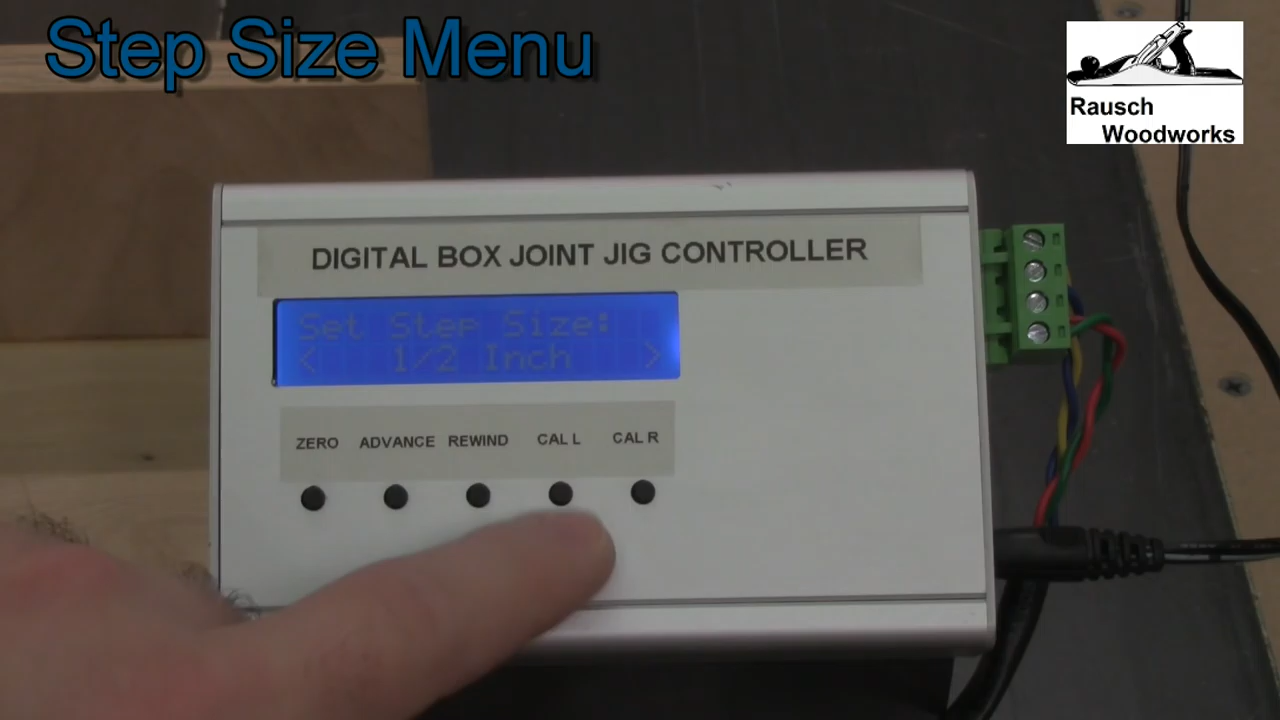 Step Size Menu
Rausch
Woodworks
DIGITAL BOX JOINT JIG CONTROLLER
Set Step Size:
< 1/2 Inch >
ZERO ADVANCE REWIND CAL L CAL R